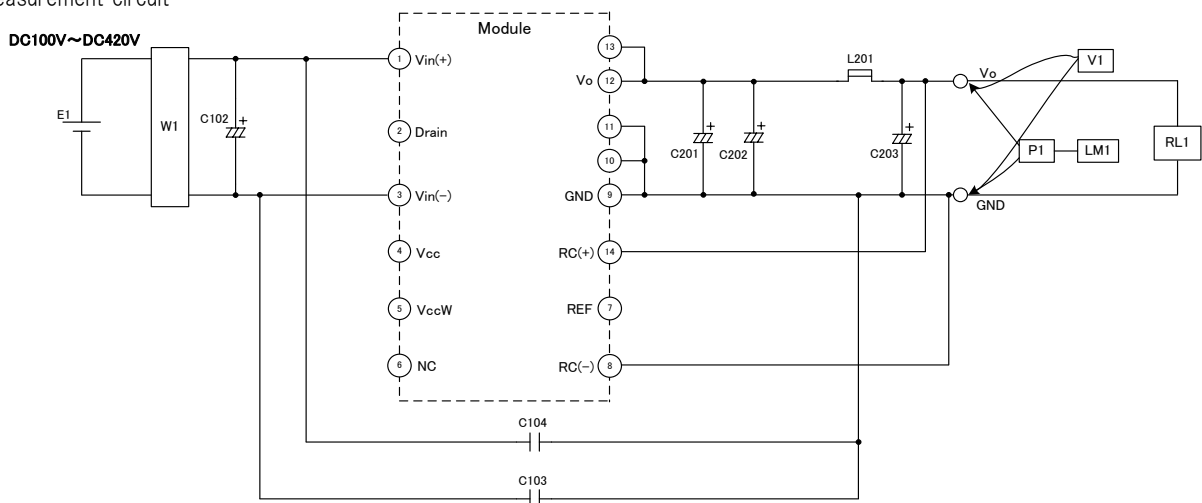 Measurement circuit
DC100V～DC420V
E1
W1
C102
Module
1 Vin(+)
2 Drain
3 Vin(-)
4 Vcc
5 VccW
6 NC
13
Vo 12
11
10
GND 9
RC(+) 14
REF 7
RC(-) 8
C201
C202
L201
C203
Vo
GND
V1
P1
LM1
RL1
C104
C103